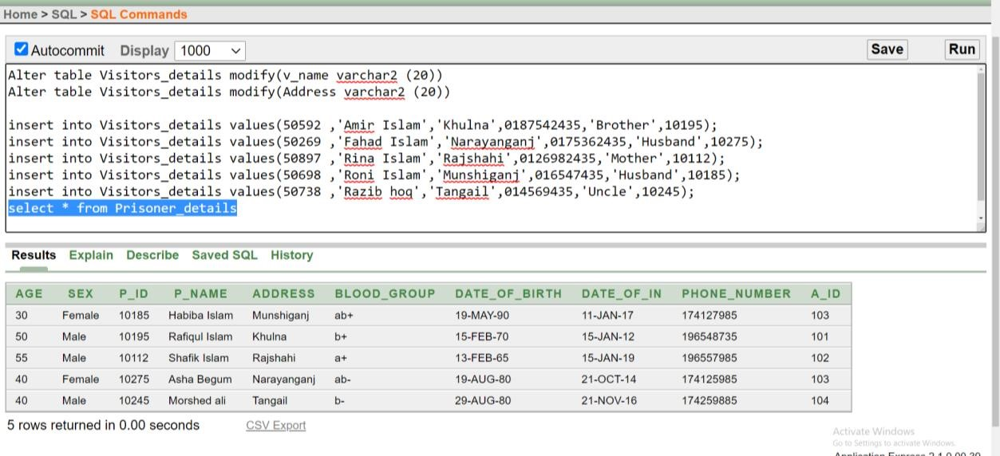 Home > SQL > SQL Commands
Autocommit Display 1000 Save Run
Alter table Visitors_details modify(v_name varchar2 (20))
Alter table Visitors_details modify(Address varchar2 (20))
insert into Visitors_details values(50592 ,'Amir Islam','Khulna',0187542435,'Brother',10195);
insert into Visitors_details values(50269 ,'Fahad Islam','Narayanganj',0175362435,'Husband',10275);
insert into Visitors_details values(50897 ,'Rina Islam','Rajshahi',0126982435,'Mother',10112);
insert into Visitors_details values(50698 ,'Roni Islam','Munshiganj',016547435,'Husband',10185);
insert into Visitors_details values(50738 ,'Razib hoq','Tangail',014569435,'Uncle',10245);
select * from Prisoner_details
Results Explain Describe Saved SQL History
AGE SEX P_ID P_NAME ADDRESS BLOOD_GROUP DATE_OF_BIRTH DATE_OF_IN PHONE_NUMBER A_ID
30 Female 10185 Habiba Islam Munshiganj ab+ 19-MAY-90 11-JAN-17 174127985 103
50 Male 10195 Rafiqul Islam Khulna b+ 15-FEB-70 15-JAN-12 196548735 101
55 Male 10112 Shafik Islam Rajshahi a+ 13-FEB-65 15-JAN-19 196557985 102
40 Female 10275 Asha Begum Narayanganj ab- 19-AUG-80 21-OCT-14 174125985 103
40 Male 10245 Morshed ali Tangail b- 29-AUG-80 21-NOV-16 174259885 104
5 rows returned in 0.00 seconds CSV Export
Activate Windows
Go to Settings to activate Windows.
Application Express